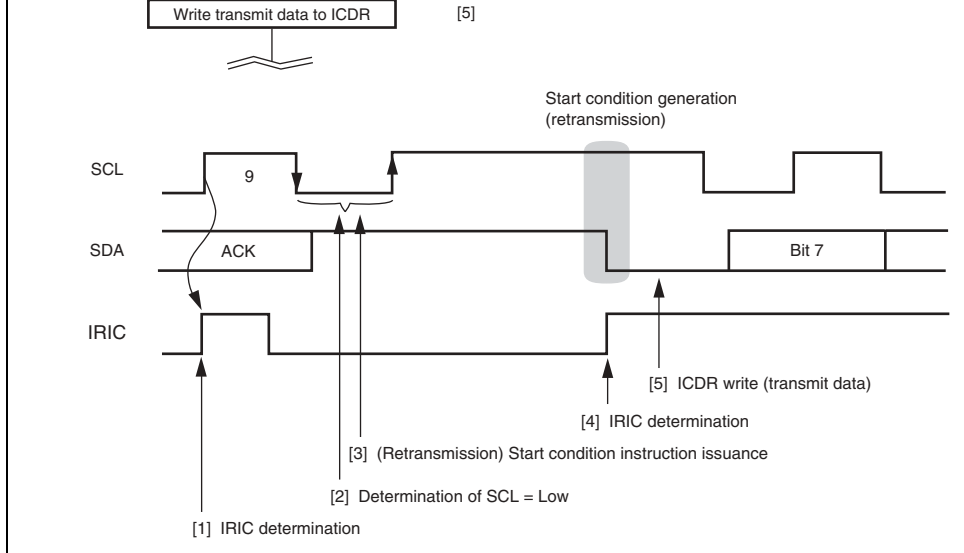 Write transmit data to ICDR [5]
Start condition generation
(retransmission)
SCL
9
SDA
ACK
Bit 7
IRIC
[5] ICDR write (transmit data)
[4] IRIC determination
[3] (Retransmission) Start condition instruction issuance
[2] Determination of SCL = Low
[1] IRIC determination